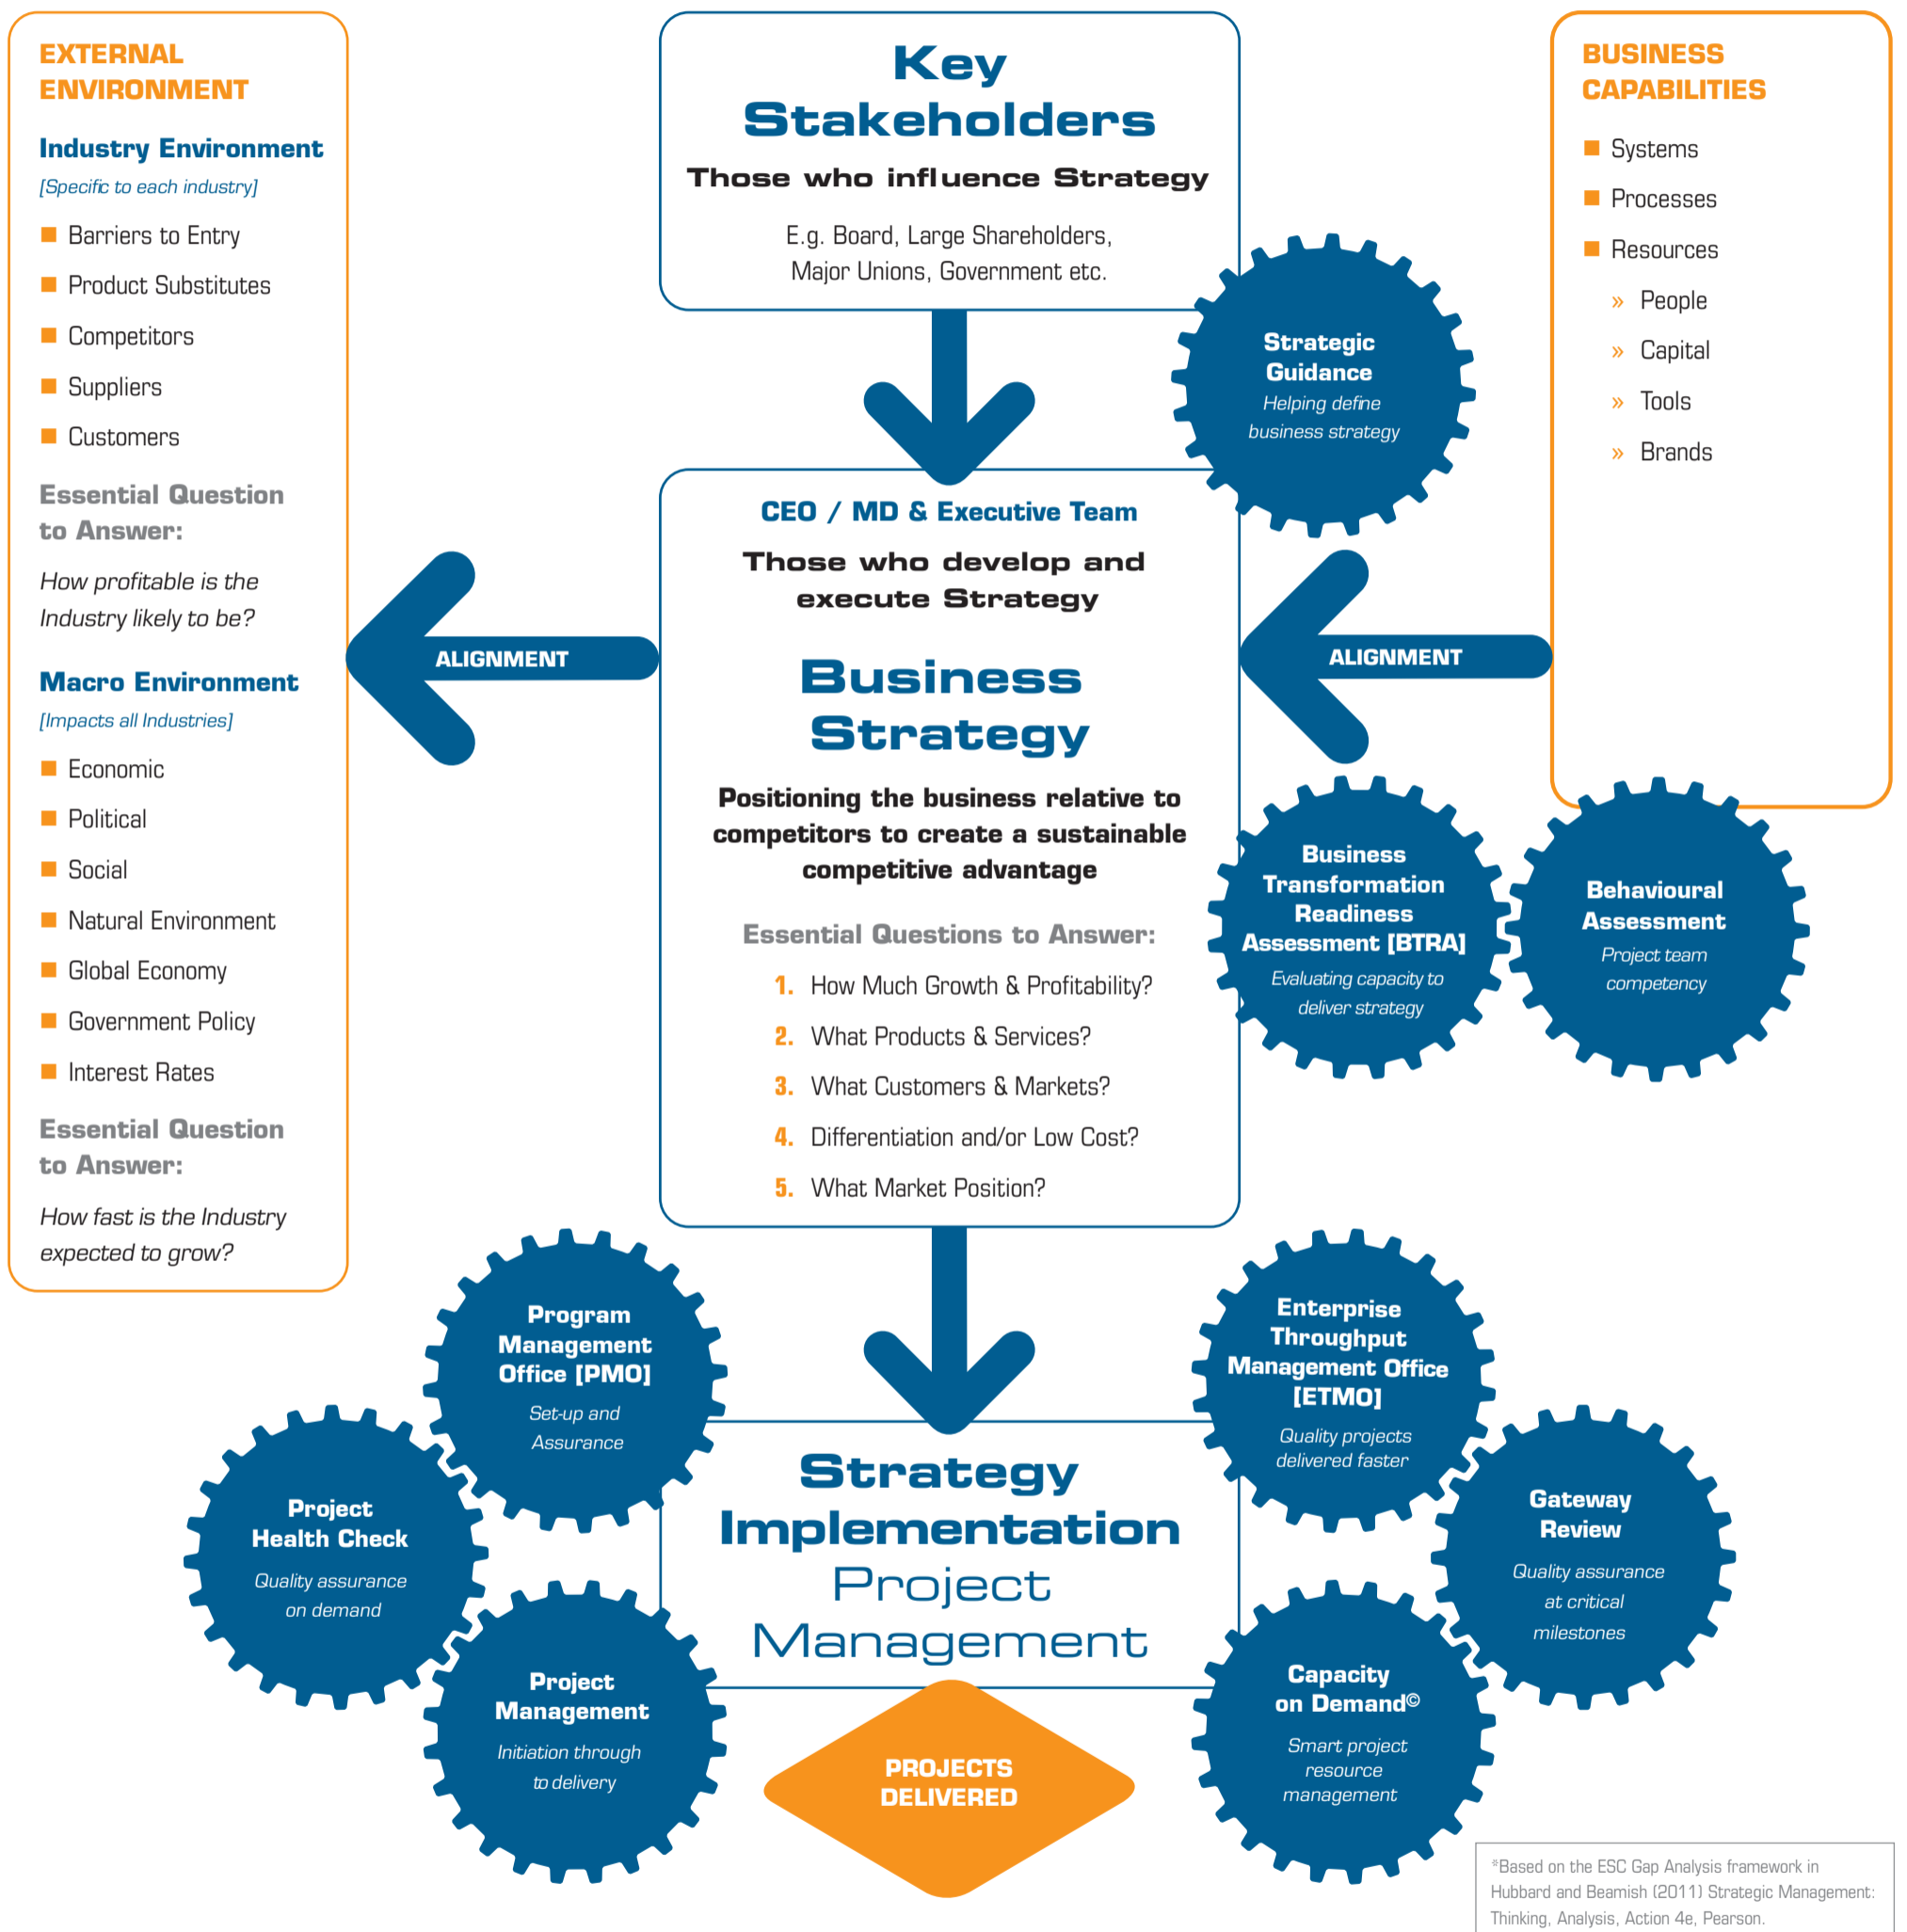 EXTERNAL
ENVIRONMENT
Industry Environment
[Specific to each industry]
Barriers to Entry
Product Substitutes
Competitors
Suppliers
Customers
Essential Question
to Answer:
How profitable is the
Industry likely to be?
Macro Environment
[Impacts all Industries]
Economic
Political
Social
Natural Environment
Global Economy
Government Policy
Interest Rates
Essential Question
to Answer:
How fast is the Industry
expected to grow?
Key
Stakeholders
Those who influence Strategy
E.g. Board, Large Shareholders,
Major Unions, Government etc.
Strategic
Guidance
Helping define
business strategy
BUSINESS
CAPABILITIES
Systems
Processes
Resources
» People
» Capital
» Tools
» Brands
ALIGNMENT
CEO / MD & Executive Team
Those who develop and
execute Strategy
Business
Strategy
Positioning the business relative to
competitors to create a sustainable
competitive advantage
Essential Questions to Answer:
1. How Much Growth & Profitability?
2. What Products & Services?
3. What Customers & Markets?
4. Differentiation and/or Low Cost?
5. What Market Position?
ALIGNMENT
Business
Transformation
Readiness
Assessment [BTRA]
Evaluating capacity to
deliver strategy
Behavioural
Assessment
Project team
competency
Program
Management
Office [PMO]
Set-up and
Assurance
Project
Health Check
Quality assurance
on demand
Project
Management
Initiation through
to delivery
Strategy
Implementation
Project
Management
PROJECTS
DELIVERED
Enterprise
Throughput
Management Office
[ETMO]
Quality projects
delivered faster
Gateway
Review
Quality assurance
at critical
milestones
Capacity
on Demand©
Smart project
resource
management
*Based on the ESC Gap Analysis framework in
Hubbard and Beamish (2011) Strategic Management:
Thinking, Analysis, Action 4e, Pearson.